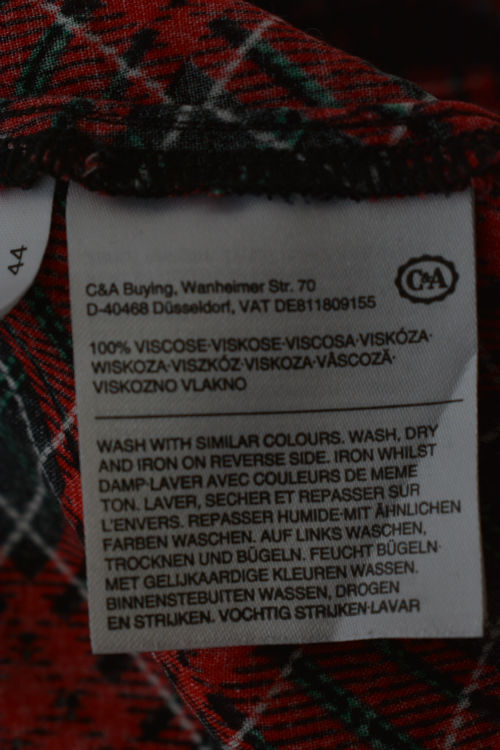 44
C&A
C&A Buying, Wanheimer Str. 70
D-40468 Düsseldorf, VAT DE811809155
100% VISCOSE·VISKOSE·VISCOSA·VISKÓZA·
WISKOZA·VISZKÓZ·VISKOZA·VÂSCOZĂ·
VISKOZNO VLAKNO
WASH WITH SIMILAR COLOURS. WASH, DRY
AND IRON ON REVERSE SIDE. IRON WHILST
DAMP·LAVER AVEC COULEURS DE MEME
TON. LAVER, SECHER ET REPASSER SUR
L'ENVERS. REPASSER HUMIDE·MIT ÄHNLICHEN
FARBEN WASCHEN. AUF LINKS WASCHEN,
TROCKNEN UND BÜGELN. FEUCHT BÜGELN·
MET GELIJKAARDIGE KLEUREN WASSEN.
BINNENSTEBUITEN WASSEN, DROGEN
EN STRIJKEN. VOCHTIG STRIJKEN·LAVAR